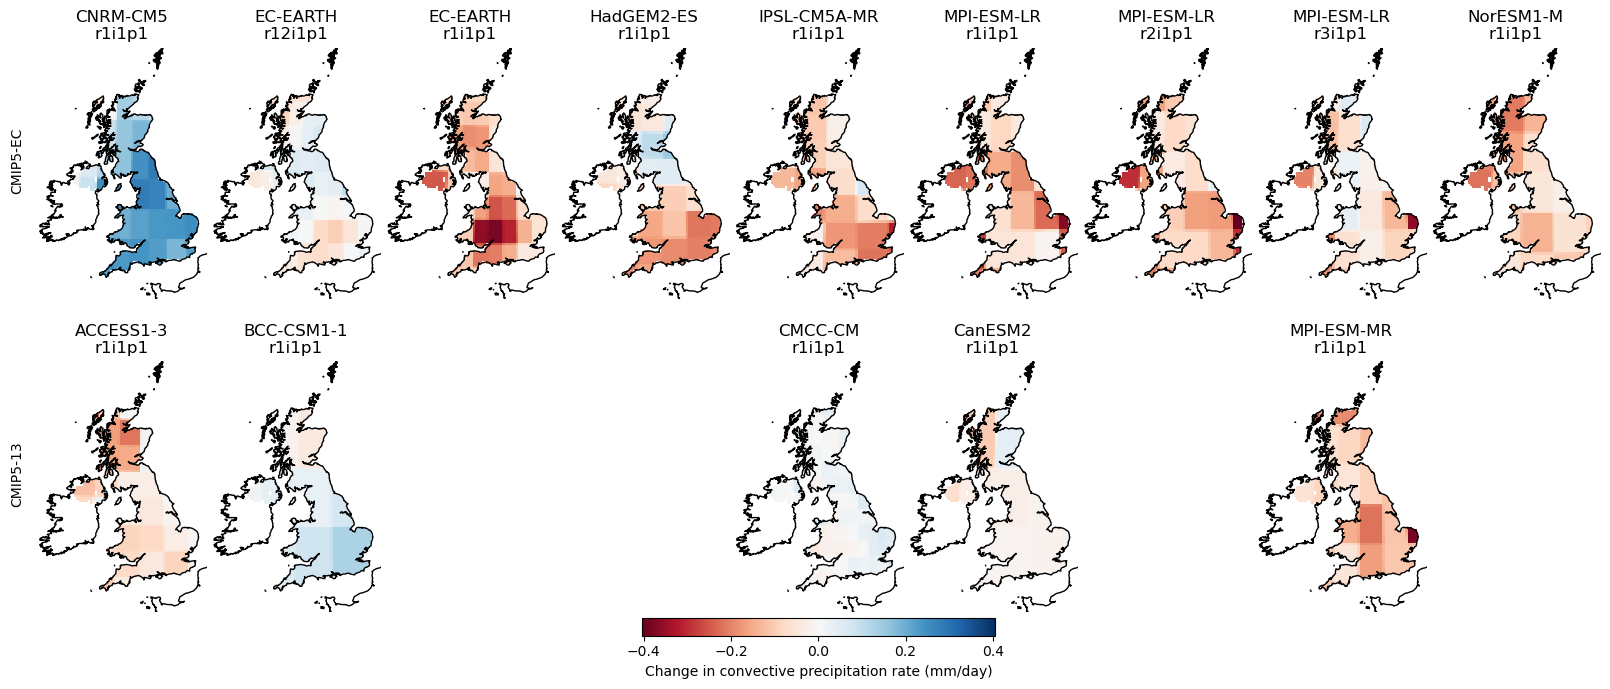 CNRM-CM5
r1i1p1
EC-EARTH
r12i1p1
EC-EARTH
r1i1p1
HadGEM2-ES
r1i1p1
IPSL-CM5A-MR
r1i1p1
MPI-ESM-LR
r1i1p1
MPI-ESM-LR
r2i1p1
MPI-ESM-LR
r3i1p1
NorESM1-M
r1i1p1
CMIP5-EC
ACCESS1-3
r1i1p1
BCC-CSM1-1
r1i1p1
CMCC-CM
r1i1p1
CanESM2
r1i1p1
MPI-ESM-MR
r1i1p1
CMIP5-13
−0.4 −0.2 0.0 0.2 0.4
Change in convective precipitation rate (mm/day)